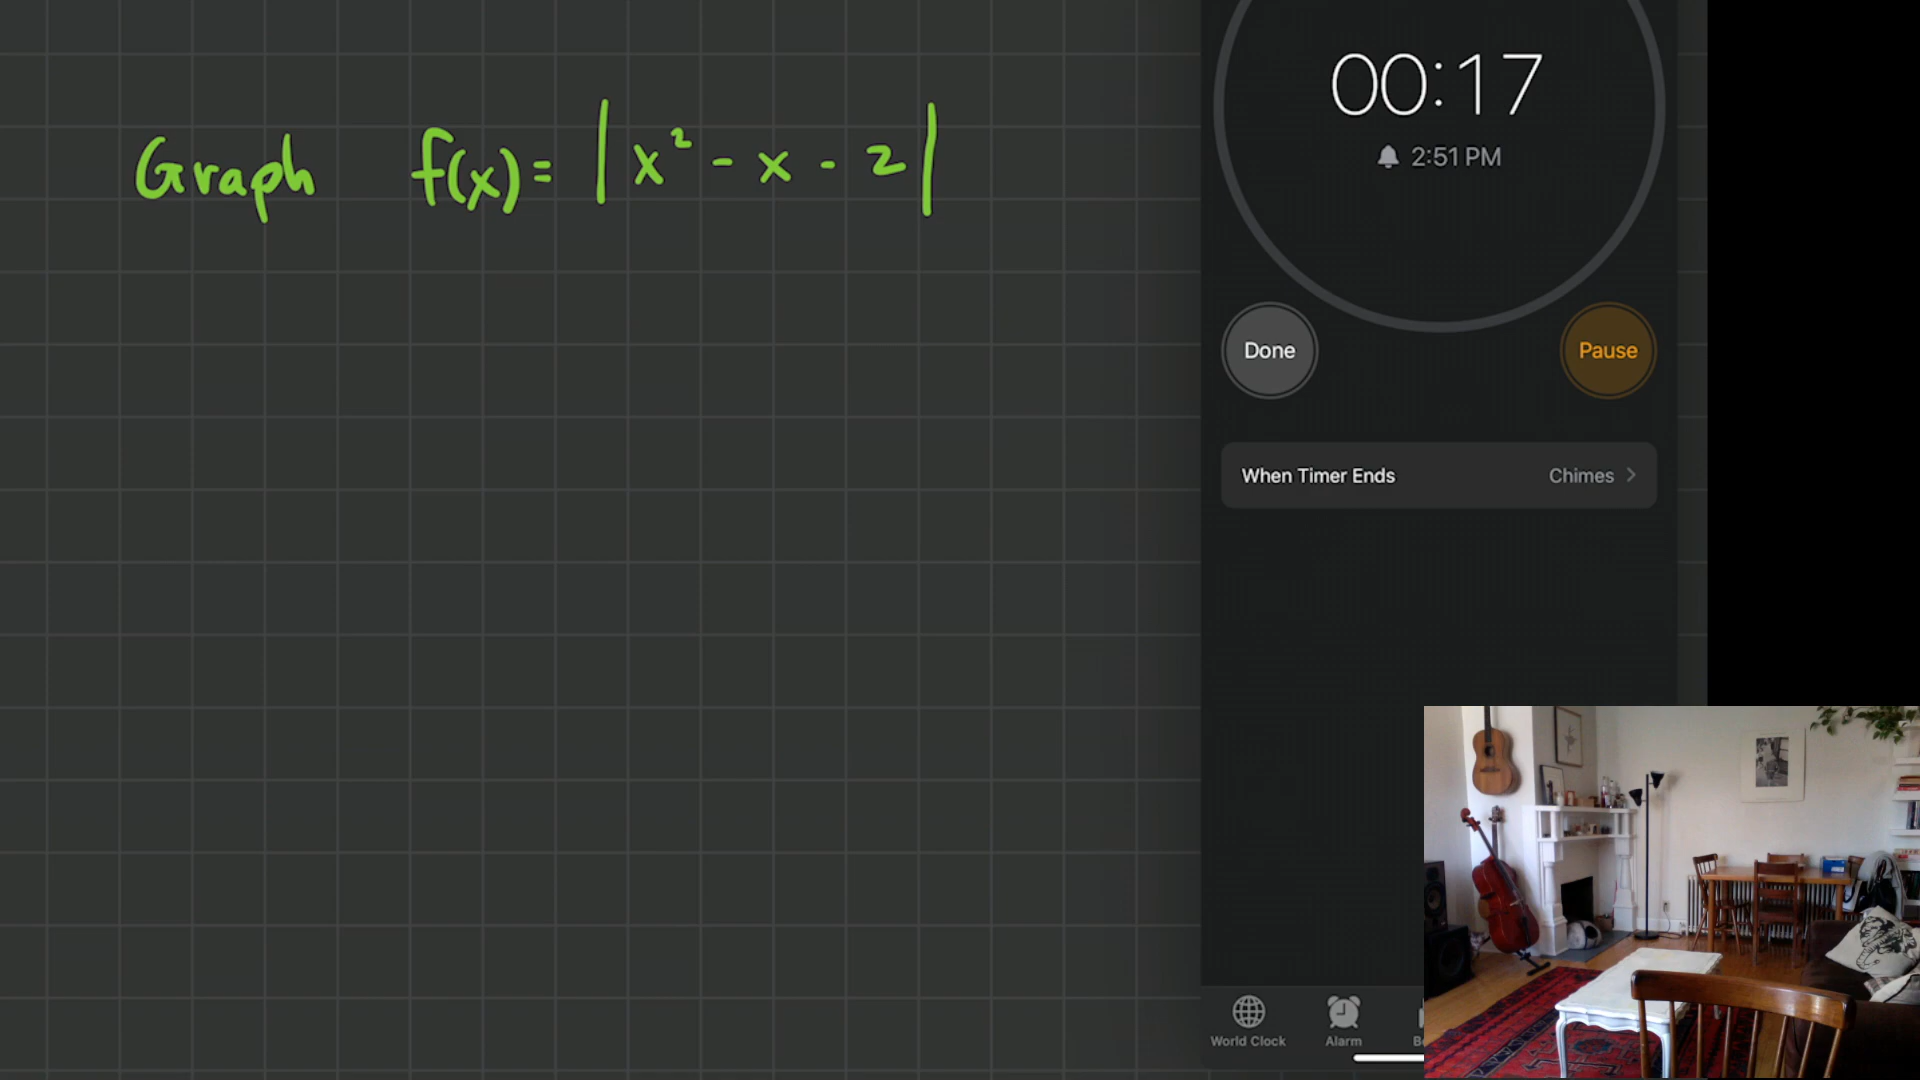 Graph f(x) = | x² - x - 2 |
00:17
2:51 PM
Done Pause
When Timer Ends Chimes
World Clock Alarm